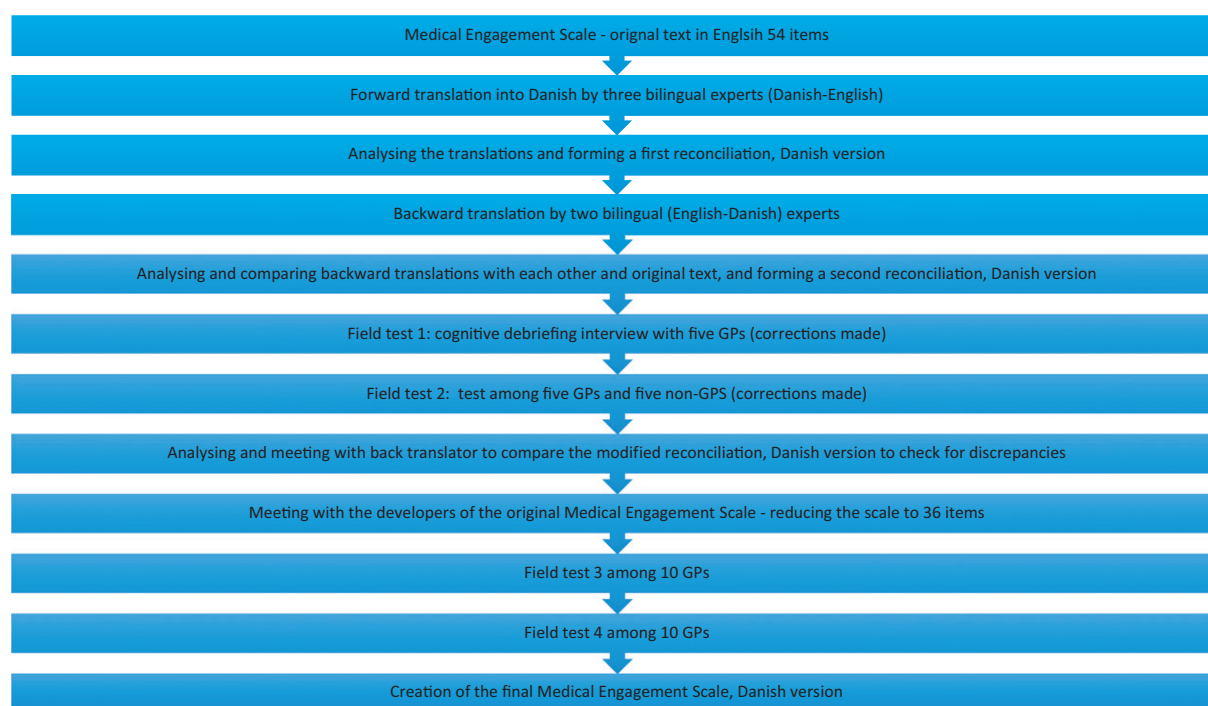 Medical Engagement Scale - orignal text in Englsih 54 items
Forward translation into Danish by three bilingual experts (Danish-English)
Analysing the translations and forming a first reconciliation, Danish version
Backward translation by two bilingual (English-Danish) experts
Analysing and comparing backward translations with each other and original text, and forming a second reconciliation, Danish version
Field test 1: cognitive debriefing interview with five GPs (corrections made)
Field test 2:  test among five GPs and five non-GPS (corrections made)
Analysing and meeting with back translator to compare the modified reconciliation, Danish version to check for discrepancies
Meeting with the developers of the original Medical Engagement Scale - reducing the scale to 36 items
Field test 3 among 10 GPs
Field test 4 among 10 GPs
Creation of the final Medical Engagement Scale, Danish version